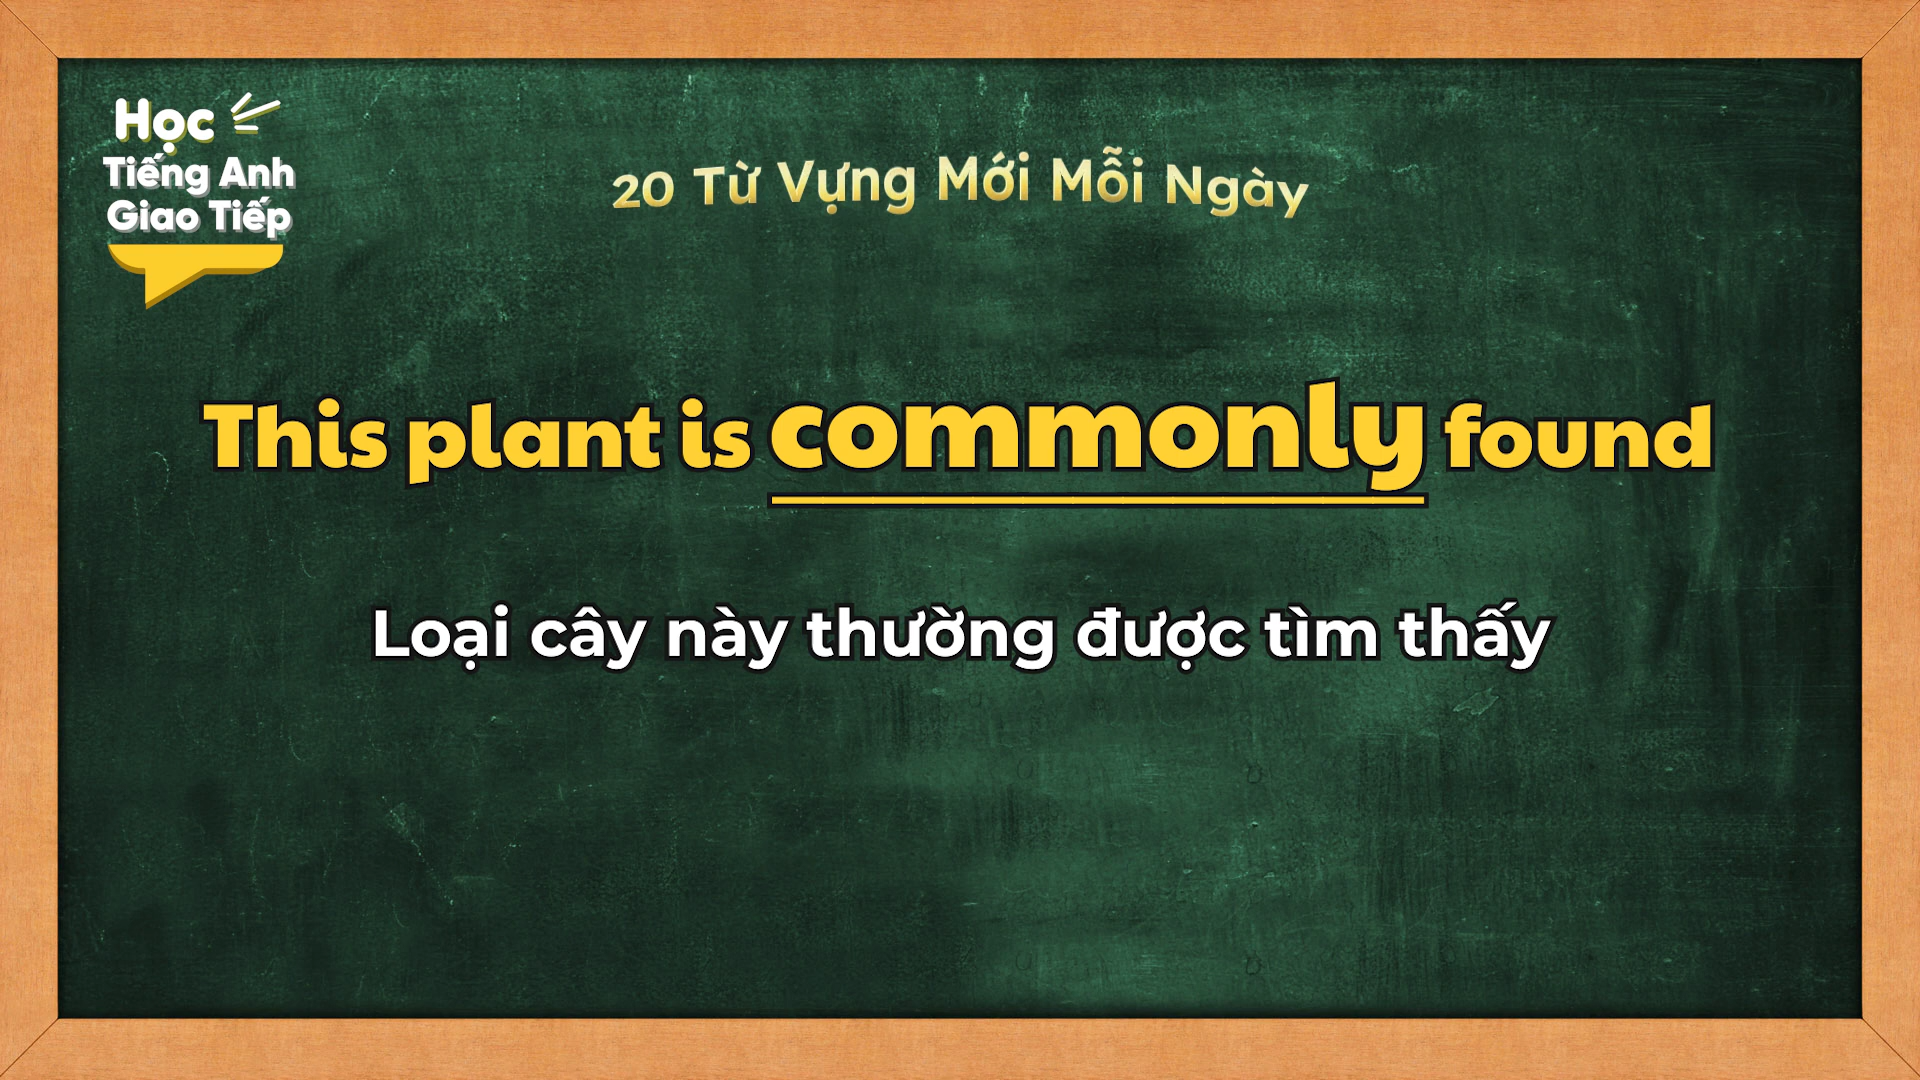 Học
Tiếng Anh
Giao Tiếp
20 Từ Vựng Mới Mỗi Ngày
This plant is commonly found
Loại cây này thường được tìm thấy